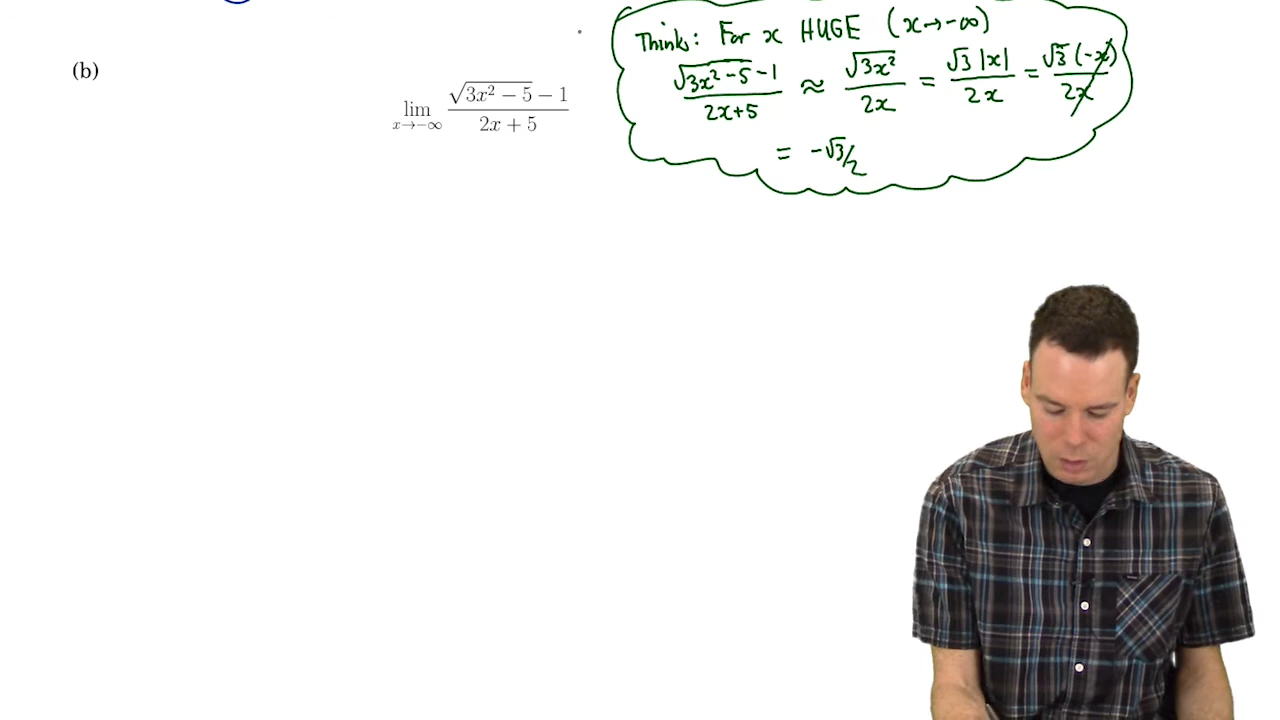 (b)
lim x→−∞ (√(3x² − 5) − 1)/(2x + 5)
Think: For x HUGE (x→−∞)
(√(3x²−5) −1)/(2x+5) ≈ √(3x²)/(2x) = √3 |x|/(2x) = √3 (−x)/(2x)
= −√3/2